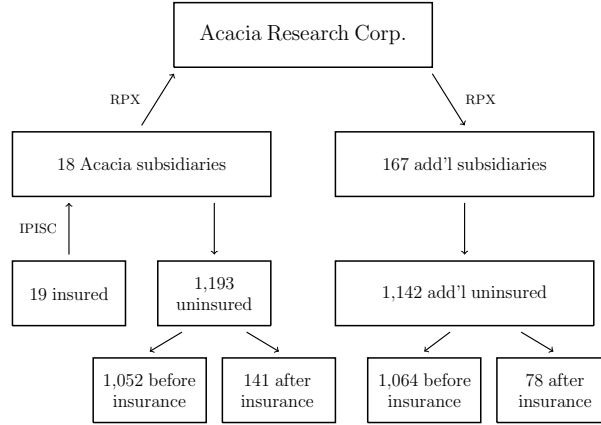 Acacia Research Corp.
RPX
RPX
18 Acacia subsidiaries
167 add'l subsidiaries
IPISC
19 insured
1,193
uninsured
1,142 add'l uninsured
1,052 before
insurance
141 after
insurance
1,064 before
insurance
78 after
insurance